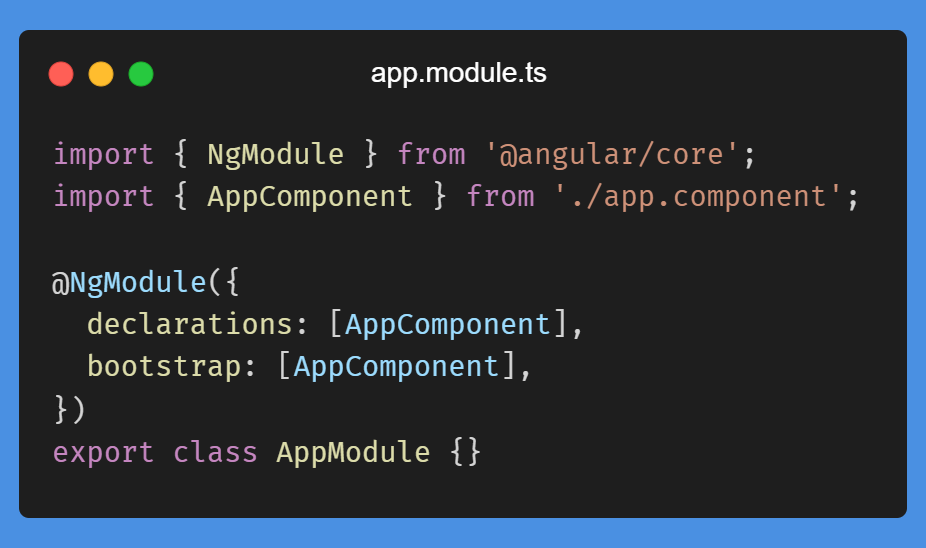 app.module.ts
import { NgModule } from '@angular/core';
import { AppComponent } from './app.component';
@NgModule({
  declarations: [AppComponent],
  bootstrap: [AppComponent],
})
export class AppModule {}